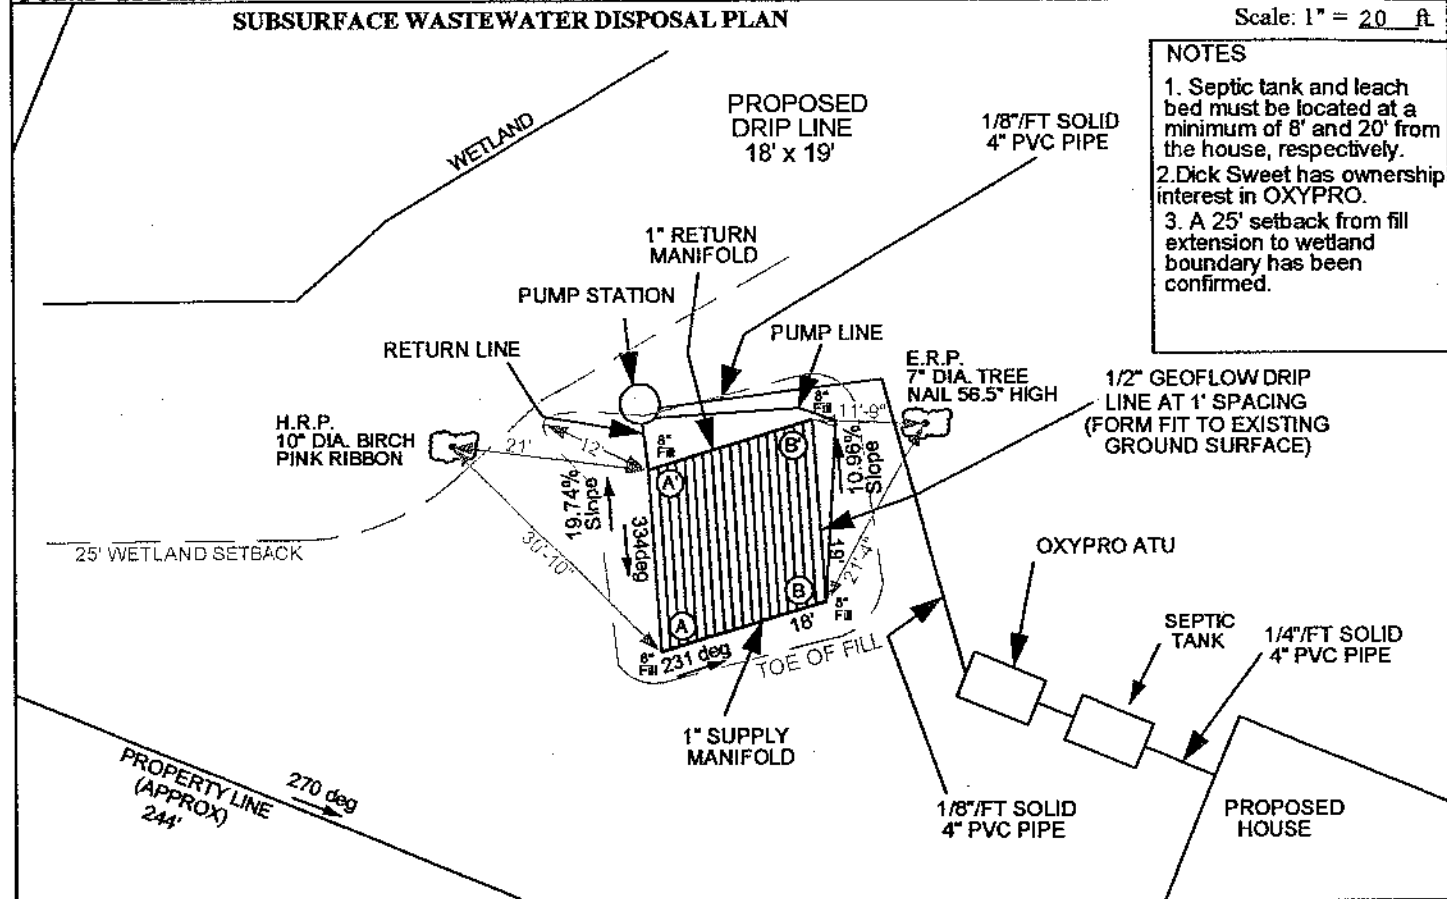 SUBSURFACE WASTEWATER DISPOSAL PLAN
Scale: 1" = 20 ft.
NOTES
1. Septic tank and leach
bed must be located at a
minimum of 8' and 20' from
the house, respectively.
2.Dick Sweet has ownership
interest in OXYPRO.
3. A 25' setback from fill
extension to wetland
boundary has been
confirmed.
WETLAND
PROPOSED
DRIP LINE
18' x 19'
1/8"/FT SOLID
4" PVC PIPE
1" RETURN
MANIFOLD
PUMP STATION
PUMP LINE
RETURN LINE
E.R.P.
7" DIA. TREE
NAIL 56.5" HIGH
1/2" GEOFLOW DRIP
LINE AT 1' SPACING
(FORM FIT TO EXISTING
GROUND SURFACE)
H.R.P.
10" DIA. BIRCH
PINK RIBBON
21'
12'
8"
Fill
8"
Fill
11'-9"
A'
B'
19.74%
Slope
10.96%
Slope
334deg
19'
21'-4"
30'-10"
25' WETLAND SETBACK
A
B
8"
Fill
8"
Fill
231 deg
18'
TOE OF FILL
OXYPRO ATU
SEPTIC
TANK
1/4"/FT SOLID
4" PVC PIPE
1" SUPPLY
MANIFOLD
PROPERTY LINE
(APPROX)
244'
270 deg
1/8"/FT SOLID
4" PVC PIPE
PROPOSED
HOUSE